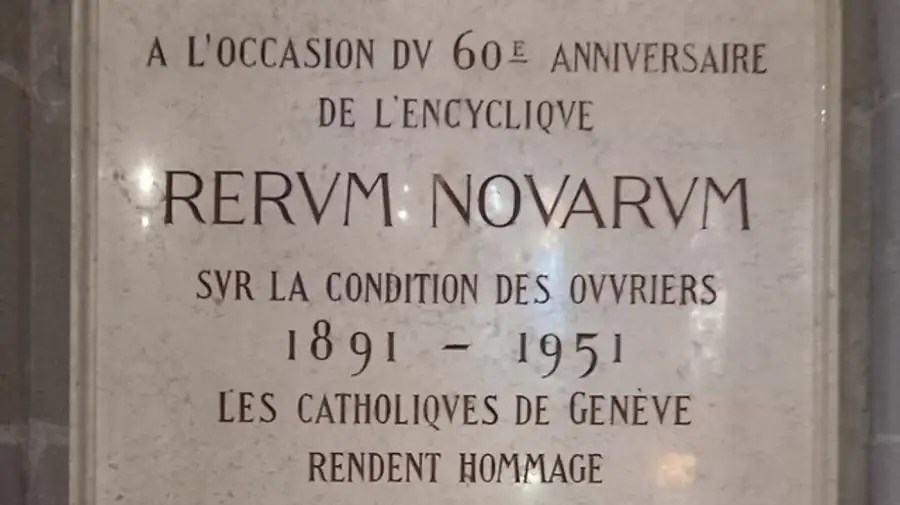 A L'OCCASION DV 60E ANNIVERSAIRE
DE L'ENCYCLIQVE
RERVM NOVARVM
SVR LA CONDITION DES OVVRIERS
1891 - 1951
LES CATHOLIQVES DE GENÈVE
RENDENT HOMMAGE